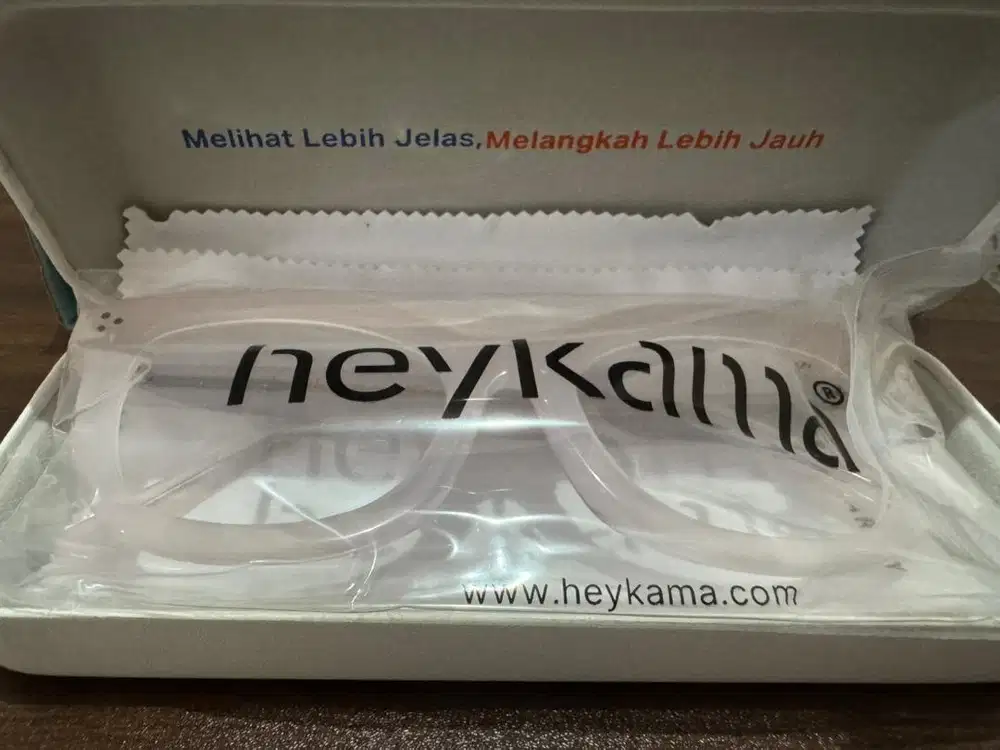 Melihat Lebih Jelas, Melangkah Lebih Jauh
heykama®
www.heykama.com